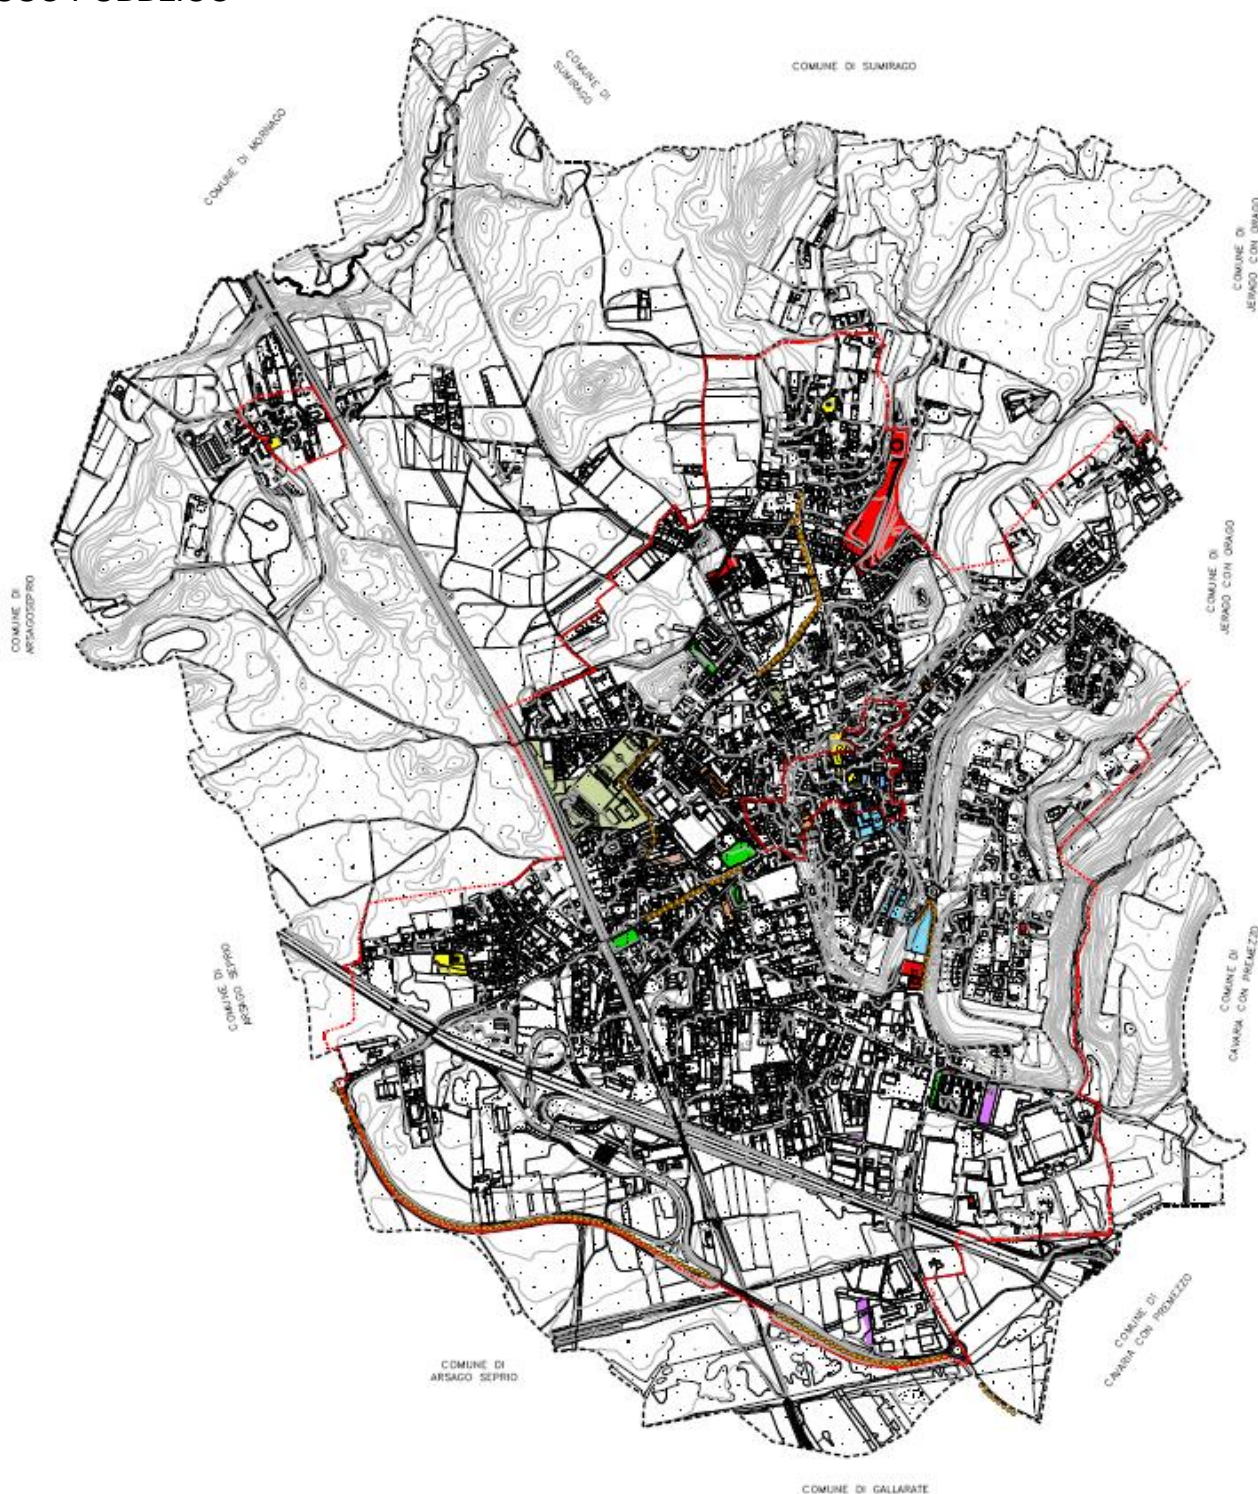 COMUNE DI SUMIRAGO
COMUNE DI
SUMIRAGO
COMUNE DI MORNAGO
COMUNE DI
JERAGO CON ORAGO
COMUNE DI
JERAGO CON ORAGO
COMUNE DI
ARSAGOSEPRIO
COMUNE DI
ARSAGO SEPRIO
COMUNE DI
CAVARIA CON PREMEZZO
COMUNE DI
CAVARIA CON PREMEZZO
COMUNE DI
ARSAGO SEPRIO
COMUNE DI GALLARATE